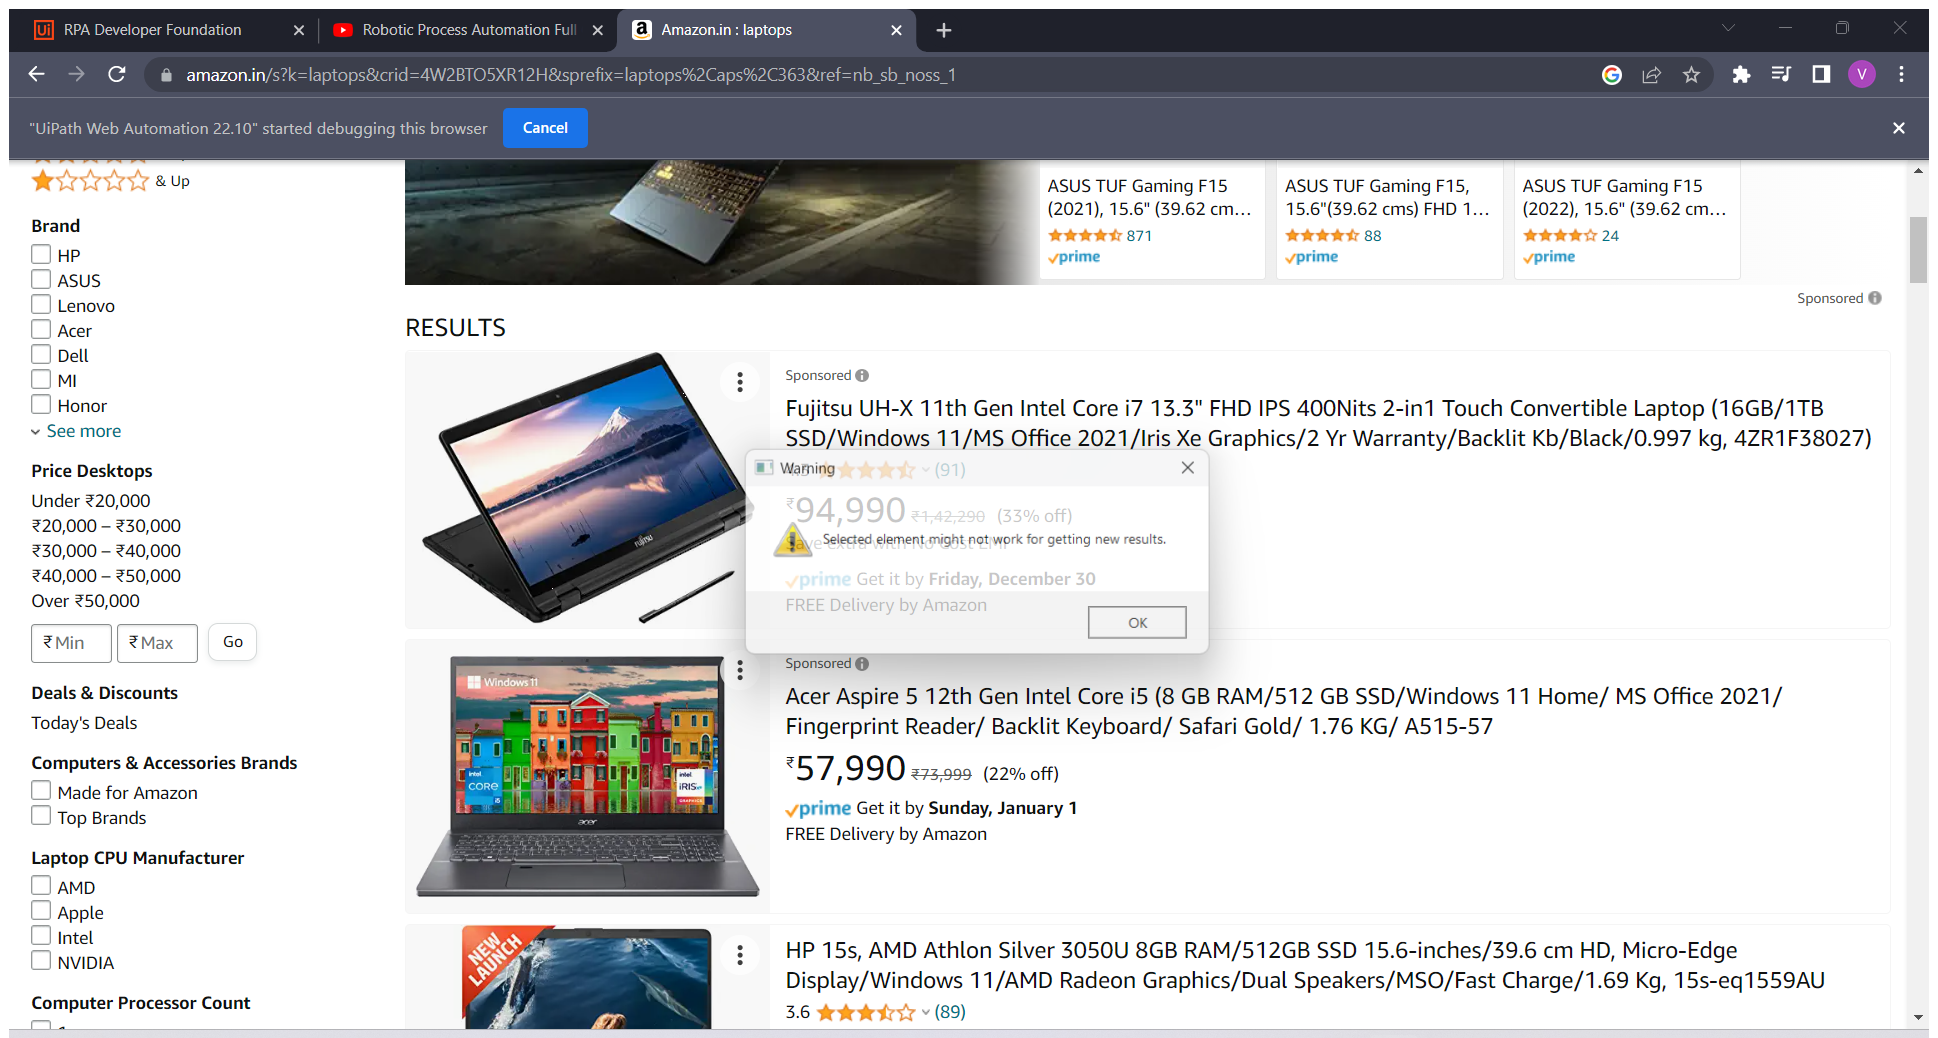 RPA Developer Foundation
Robotic Process Automation Full
Amazon.in : laptops
amazon.in/s?k=laptops&crid=4W2BTO5XR12H&sprefix=laptops%2Caps%2C363&ref=nb_sb_noss_1
V
"UiPath Web Automation 22.10" started debugging this browser
Cancel
& Up
Brand
HP
ASUS
Lenovo
Acer
Dell
MI
Honor
See more
Price Desktops
Under ₹20,000
₹20,000 – ₹30,000
₹30,000 – ₹40,000
₹40,000 – ₹50,000
Over ₹50,000
₹ Min
₹ Max
Go
Deals & Discounts
Today's Deals
Computers & Accessories Brands
Made for Amazon
Top Brands
Laptop CPU Manufacturer
AMD
Apple
Intel
NVIDIA
Computer Processor Count
ASUS TUF Gaming F15
(2021), 15.6" (39.62 cm...
871
prime
ASUS TUF Gaming F15,
15.6"(39.62 cms) FHD 1...
88
prime
ASUS TUF Gaming F15
(2022), 15.6" (39.62 cm...
24
prime
Sponsored
RESULTS
FUJITSU
Sponsored
Fujitsu UH-X 11th Gen Intel Core i7 13.3" FHD IPS 400Nits 2-in1 Touch Convertible Laptop (16GB/1TB
SSD/Windows 11/MS Office 2021/Iris Xe Graphics/2 Yr Warranty/Backlit Kb/Black/0.997 kg, 4ZR1F38027)
(91)
₹94,990 ₹1,42,290 (33% off)
Extra with No Cost EMI
prime Get it by Friday, December 30
FREE Delivery by Amazon
Warning
Selected element might not work for getting new results.
OK
Windows 11
intel
CORE
i5
intel
iRIS xe
GRAPHICS
acer
Sponsored
Acer Aspire 5 12th Gen Intel Core i5 (8 GB RAM/512 GB SSD/Windows 11 Home/ MS Office 2021/
Fingerprint Reader/ Backlit Keyboard/ Safari Gold/ 1.76 KG/ A515-57
₹57,990 ₹73,999 (22% off)
prime Get it by Sunday, January 1
FREE Delivery by Amazon
NEW
LAUNCH
HP 15s, AMD Athlon Silver 3050U 8GB RAM/512GB SSD 15.6-inches/39.6 cm HD, Micro-Edge
Display/Windows 11/AMD Radeon Graphics/Dual Speakers/MSO/Fast Charge/1.69 Kg, 15s-eq1559AU
3.6
(89)